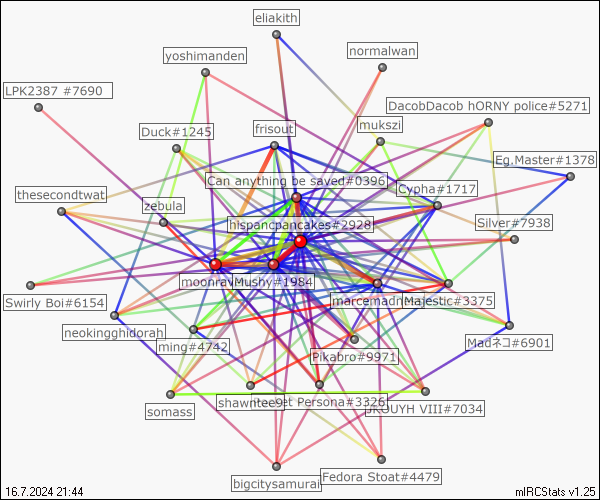 eliakith
normalwan
yoshimanden
LPK2387 #7690
DacobDacob hORNY police#5271
mukszi
frisout
Duck#1245
Eg.Master#1378
Can anything be saved#0396
Cypha#1717
thesecondtwat
zebula
hispancpancakes#2928
Silver#7938
moonrav
Mushy#1984
Swirly Boi#6154
marcemadn
Majestic#3375
neokingghidorah
ming#4742
Madネコ#6901
Pikabro#9971
shawntee9
et Persona#3326
JKOUYH VIII#7034
somass
bigcitysamurai
Fedora Stoat#4479
16.7.2024 21:44
mIRCStats v1.25